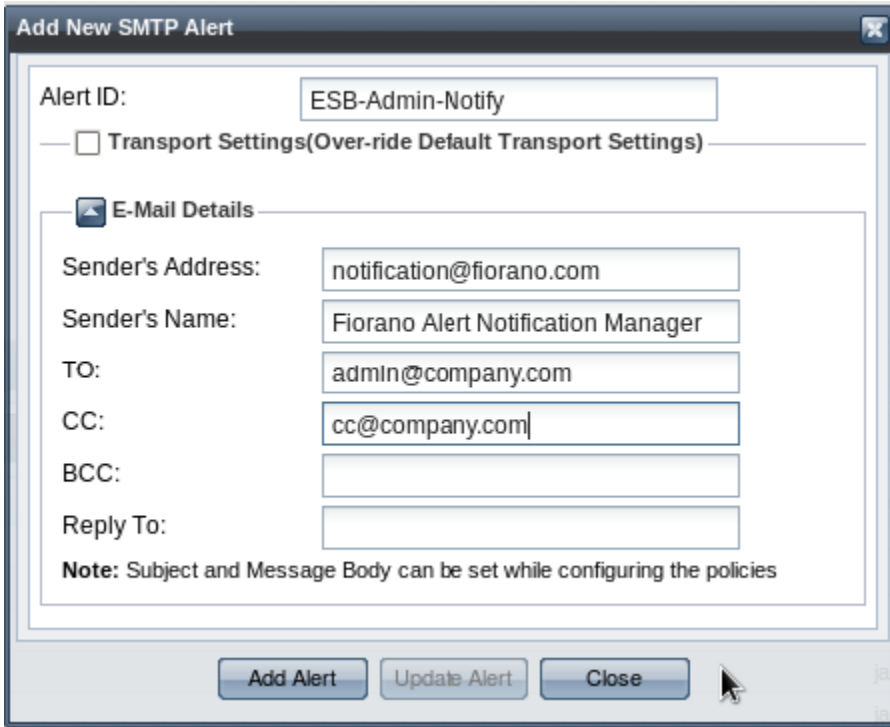 Add New SMTP Alert
Alert ID: ESB-Admin-Notify
Transport Settings(Over-ride Default Transport Settings)
E-Mail Details
Sender's Address: notification@fiorano.com
Sender's Name: Fiorano Alert Notification Manager
TO: admin@company.com
CC: cc@company.com
BCC:
Reply To:
Note: Subject and Message Body can be set while configuring the policies
Add Alert Update Alert Close
ja
ja